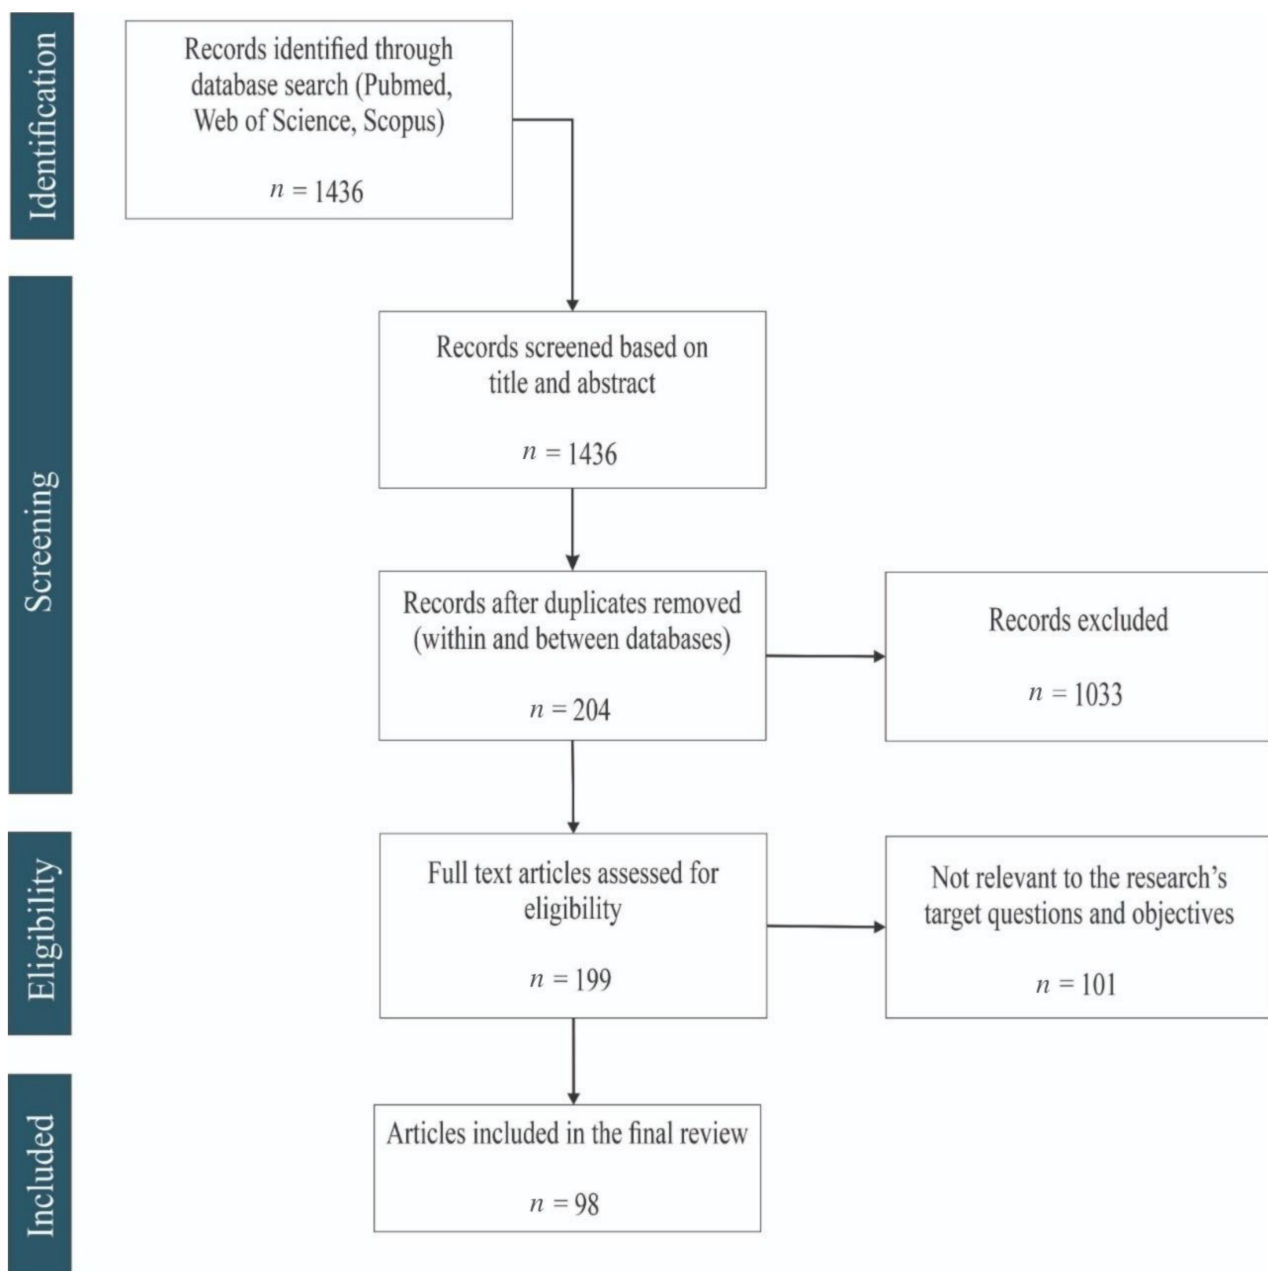 Identification
Records identified through
database search (Pubmed,
Web of Science, Scopus)
n = 1436
Screening
Records screened based on
title and abstract
n = 1436
Records after duplicates removed
(within and between databases)
n = 204
Records excluded
n = 1033
Eligibility
Full text articles assessed for
eligibility
n = 199
Not relevant to the research’s
target questions and objectives
n = 101
Included
Articles included in the final review
n = 98